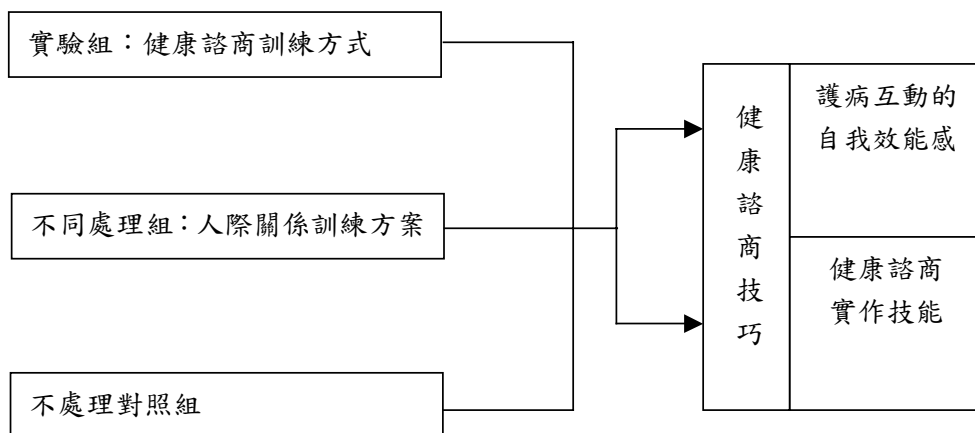 實驗組：健康諮商訓練方式
不同處理組：人際關係訓練方案
不處理對照組
健康諮商技巧
護病互動的
自我效能感
健康諮商
實作技能